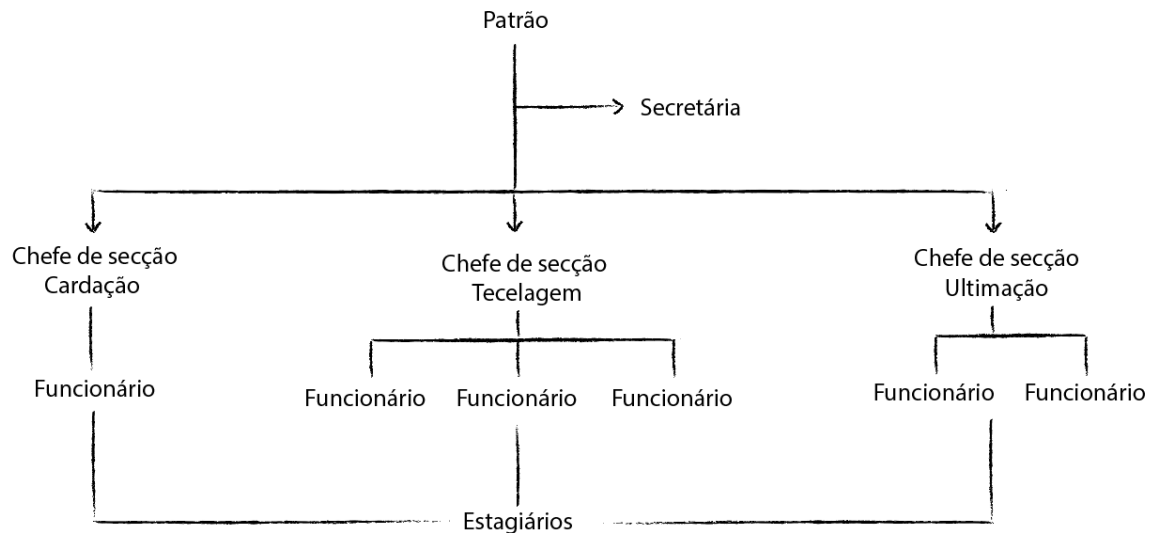 Patrão
Secretária
Chefe de secção
Cardação
Chefe de secção
Tecelagem
Chefe de secção
Ultimação
Funcionário
Funcionário
Funcionário
Funcionário
Funcionário
Funcionário
Estagiários